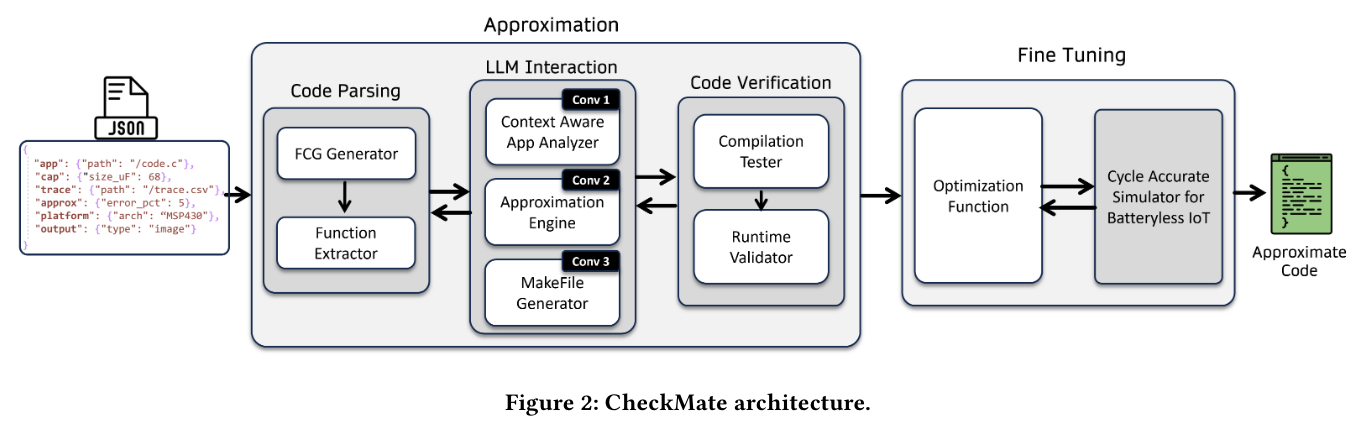 Approximation
Fine Tuning
LLM Interaction
Code Parsing
Code Verification
JSON
{
"app": {"path": "/code.c"},
"cap": {"size_uF": 68},
"trace": {"path": "/trace.csv"},
"approx": {"error_pct": 5},
"platform": {"arch": “MSP430"},
"output": {"type": "image"}
}
FCG Generator
Function
Extractor
Conv 1
Context Aware
App Analyzer
Conv 2
Approximation
Engine
Conv 3
MakeFile
Generator
Compilation
Tester
Runtime
Validator
Optimization
Function
Cycle Accurate
Simulator for
Batteryless IoT
{
}
Approximate
Code
Figure 2: CheckMate architecture.